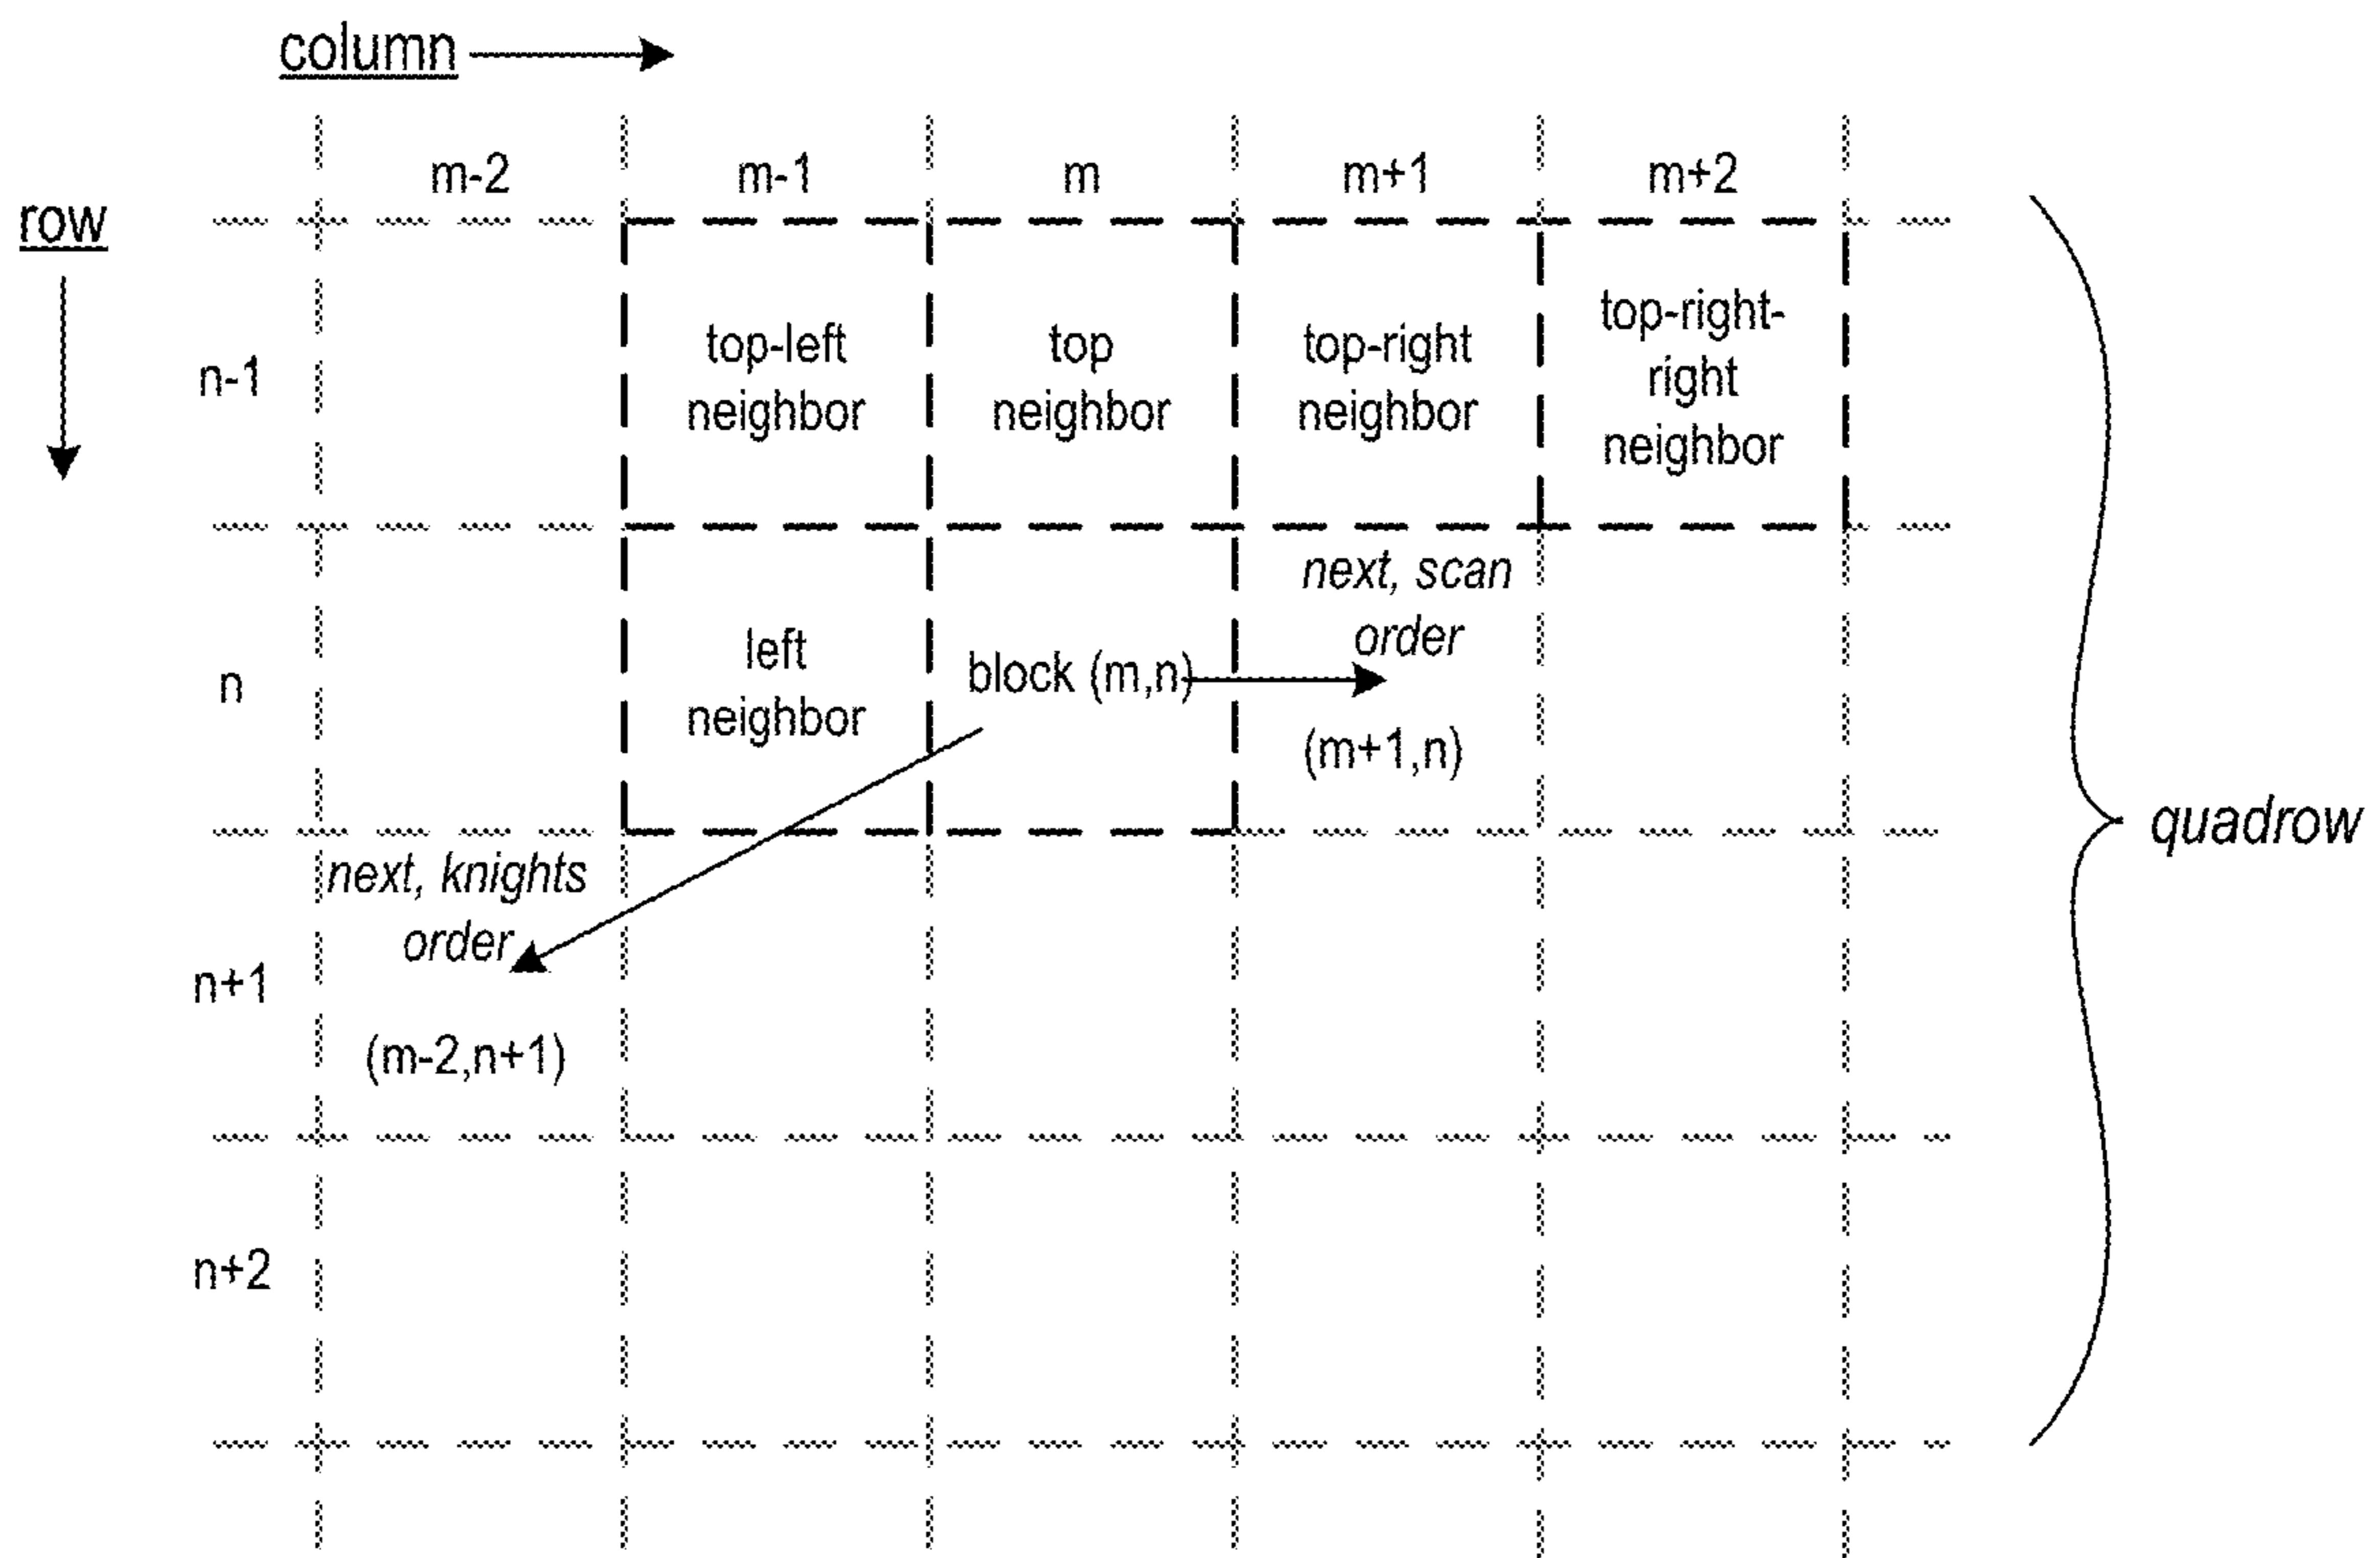 column
m-2 m-1 m m+1 m+2
row
n-1
top-left
neighbor
top
neighbor
top-right
neighbor
top-right-
right
neighbor
n
left
neighbor
block (m,n)
next, scan
order
(m+1,n)
quadrow
n+1
next, knights
order
(m-2,n+1)
n+2